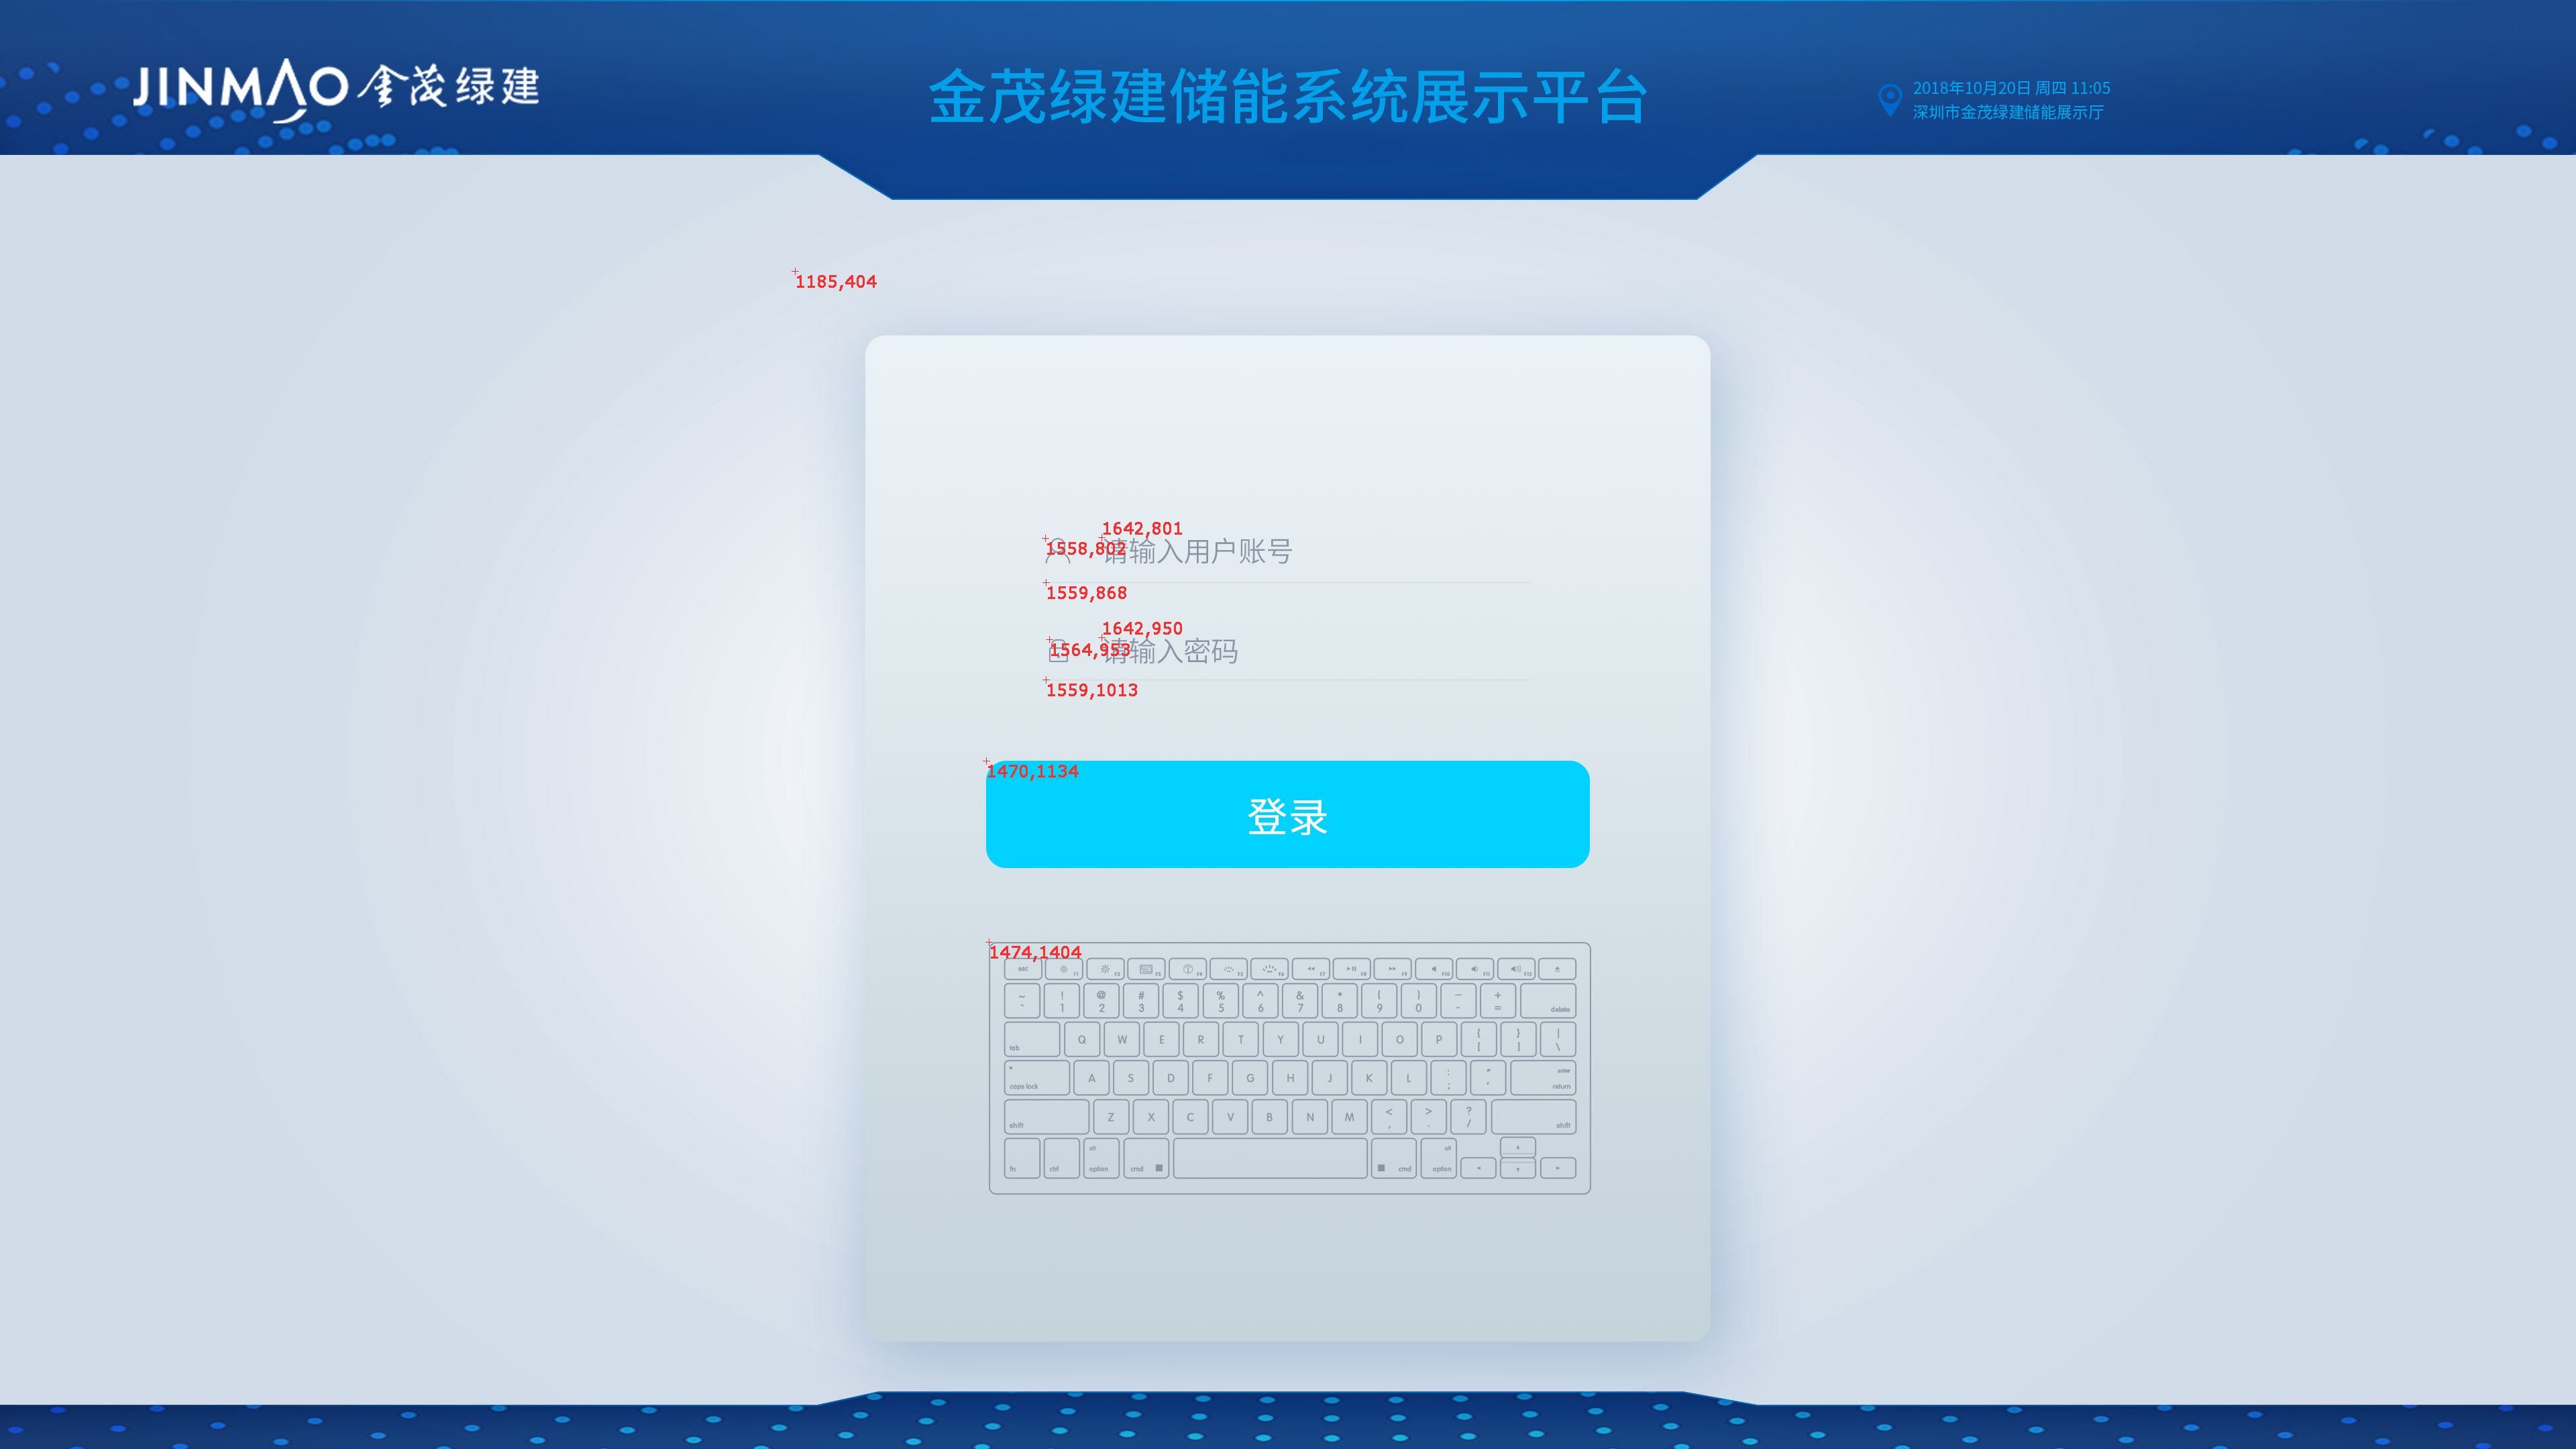 JINMAO 金茂绿建
金茂绿建储能系统展示平台
2018年10月20日 周四 11:05
深圳市金茂绿建储能展示厅
1185,404
1642,801
1558,802
请输入用户账号
1559,868
1642,950
1564,953
请输入密码
1559,1013
1470,1134
登录
1474,1404
esc F1 F2 F3 F4 F5 F6 F7 F8 F9 F10 F11 F12
~ ! @ # $ % ^ & * ( ) — +
` 1 2 3 4 5 6 7 8 9 0 - = delete
tab Q W E R T Y U I O P { [ } ] | \
caps lock A S D F G H J K L : ; " ' enter return
shift Z X C V B N M < , > . ? / shift
fn ctrl alt option cmd cmd alt option